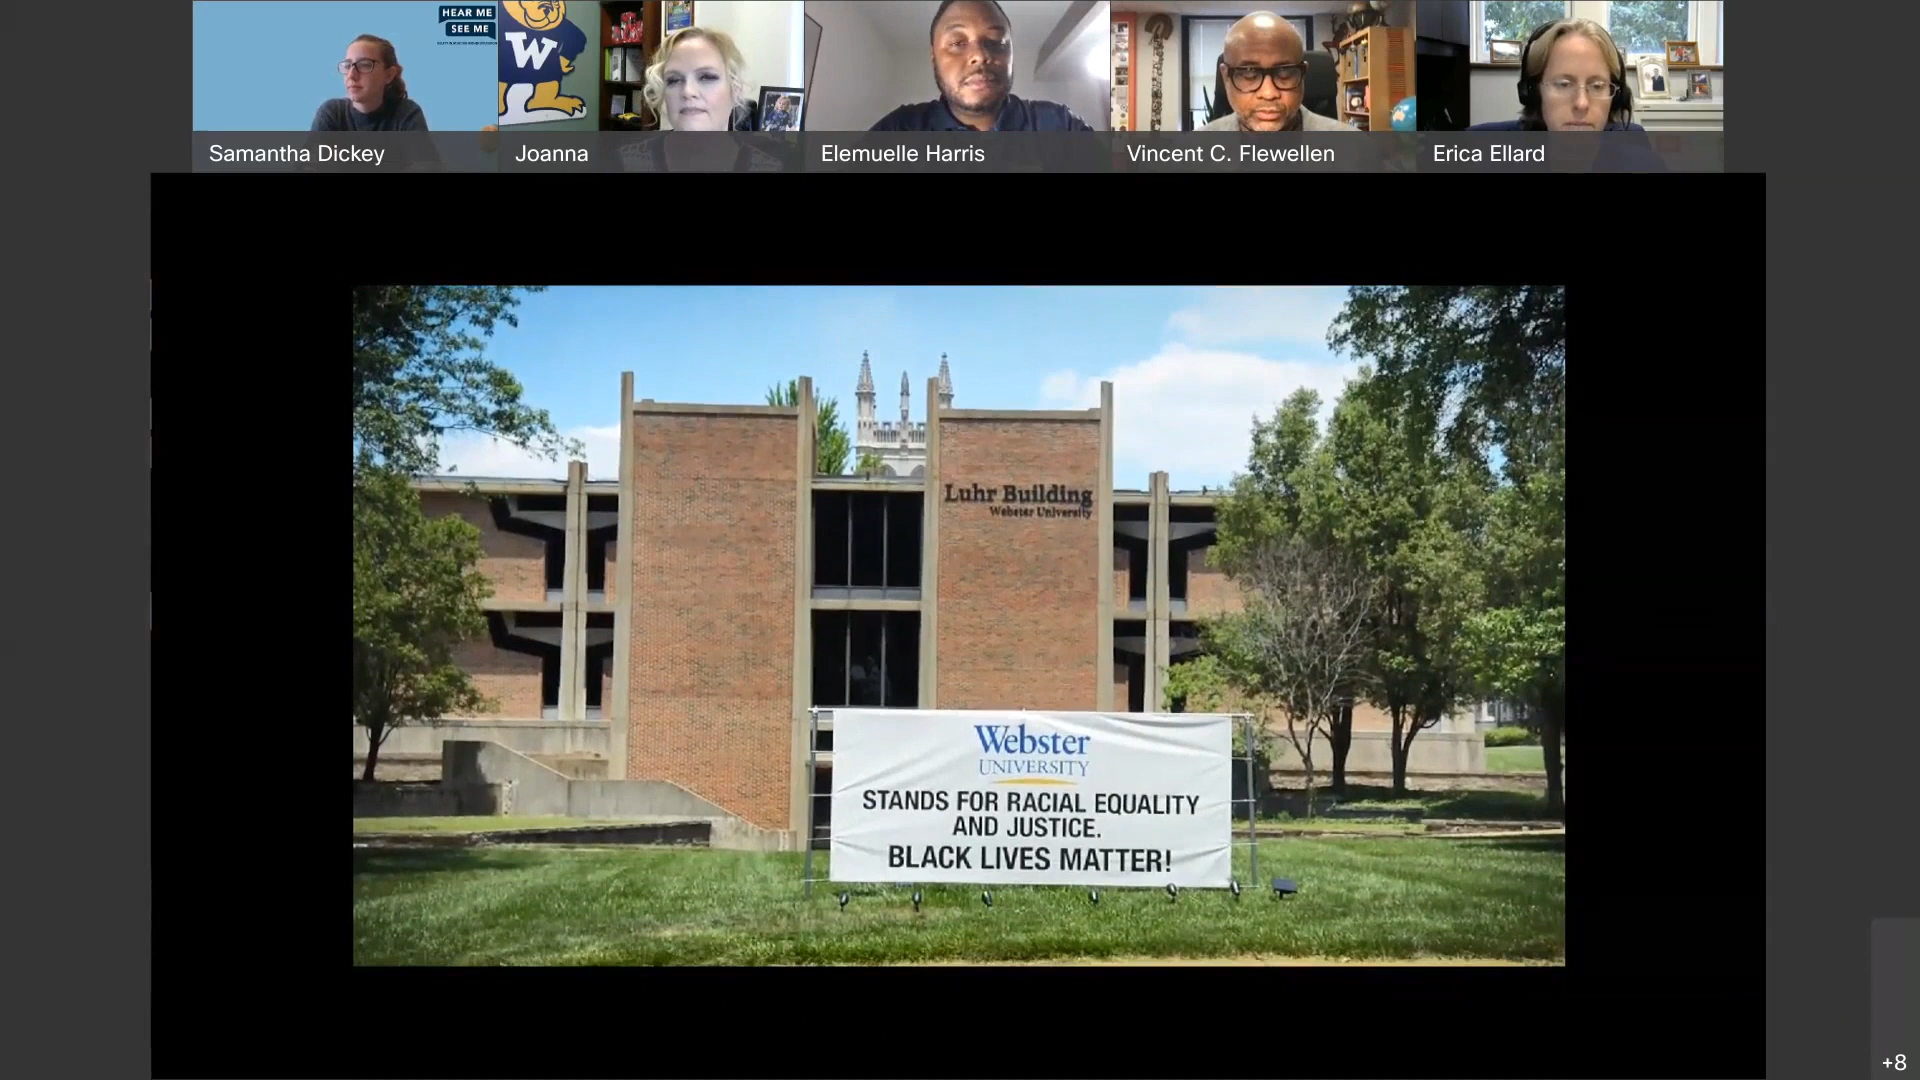 HEAR ME
SEE ME
W
Samantha Dickey
Joanna
Elemuelle Harris
Vincent C. Flewellen
Erica Ellard
Luhr Building
Webster University
Webster
UNIVERSITY
STANDS FOR RACIAL EQUALITY
AND JUSTICE.
BLACK LIVES MATTER!
+8